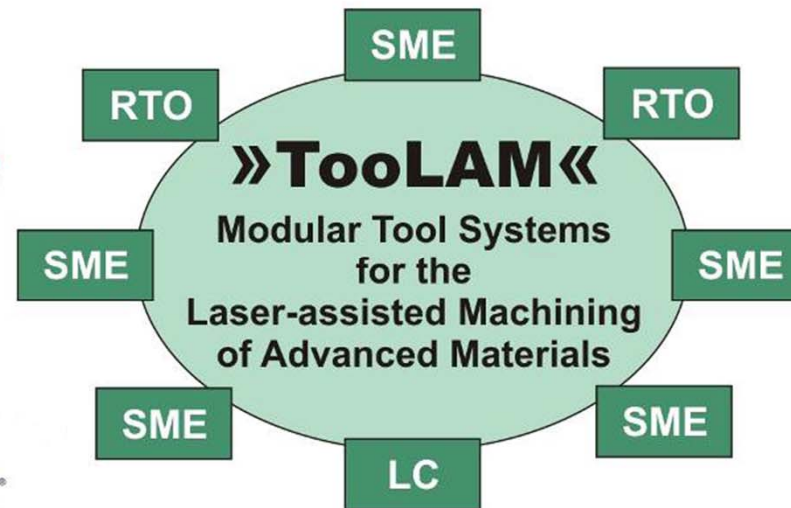 SME
RTO
RTO
»TooLAM«
Modular Tool Systems
SME
for the
SME
Laser-assisted Machining
of Advanced Materials
SME
SME
LC
®